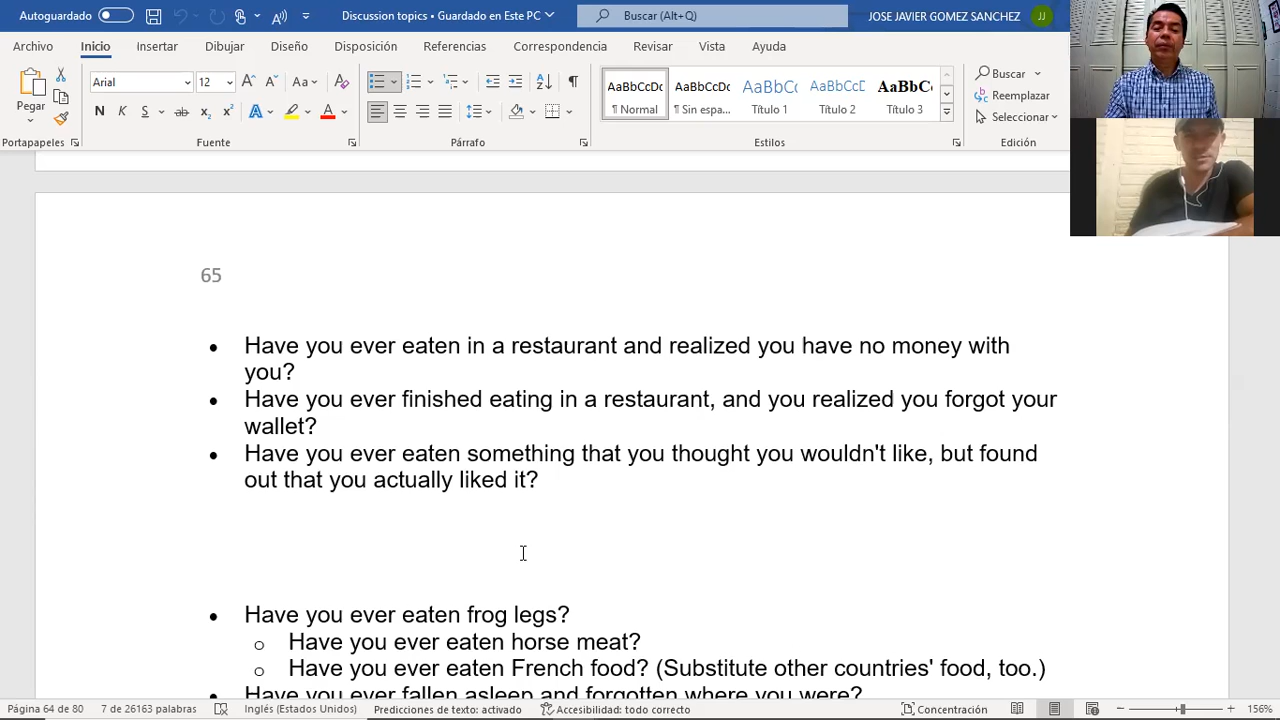 Autoguardado Discussion topics • Guardado en Este PC Buscar (Alt+Q) JOSE JAVIER GOMEZ SANCHEZ JJ
Archivo Inicio Insertar Dibujar Diseño Disposición Referencias Correspondencia Revisar Vista Ayuda
Pegar
Arial 12 A A Aa A
N K S ab x₂ x² A A
AaBbCcDc AaBbCcDc AaBbCc AaBbCcD AaBbC
¶ Normal ¶ Sin espa... Título 1 Título 2 Título 3
Buscar
Reemplazar
Seleccionar
Portapapeles Fuente Párrafo Estilos Edición
65
• Have you ever eaten in a restaurant and realized you have no money with
you?
• Have you ever finished eating in a restaurant, and you realized you forgot your
wallet?
• Have you ever eaten something that you thought you wouldn't like, but found
out that you actually liked it?
• Have you ever eaten frog legs?
o Have you ever eaten horse meat?
o Have you ever eaten French food? (Substitute other countries' food, too.)
• Have you ever fallen asleep and forgotten where you were?
Página 64 de 80 7 de 26163 palabras Inglés (Estados Unidos) Predicciones de texto: activado Accesibilidad: todo correcto Concentración 156%